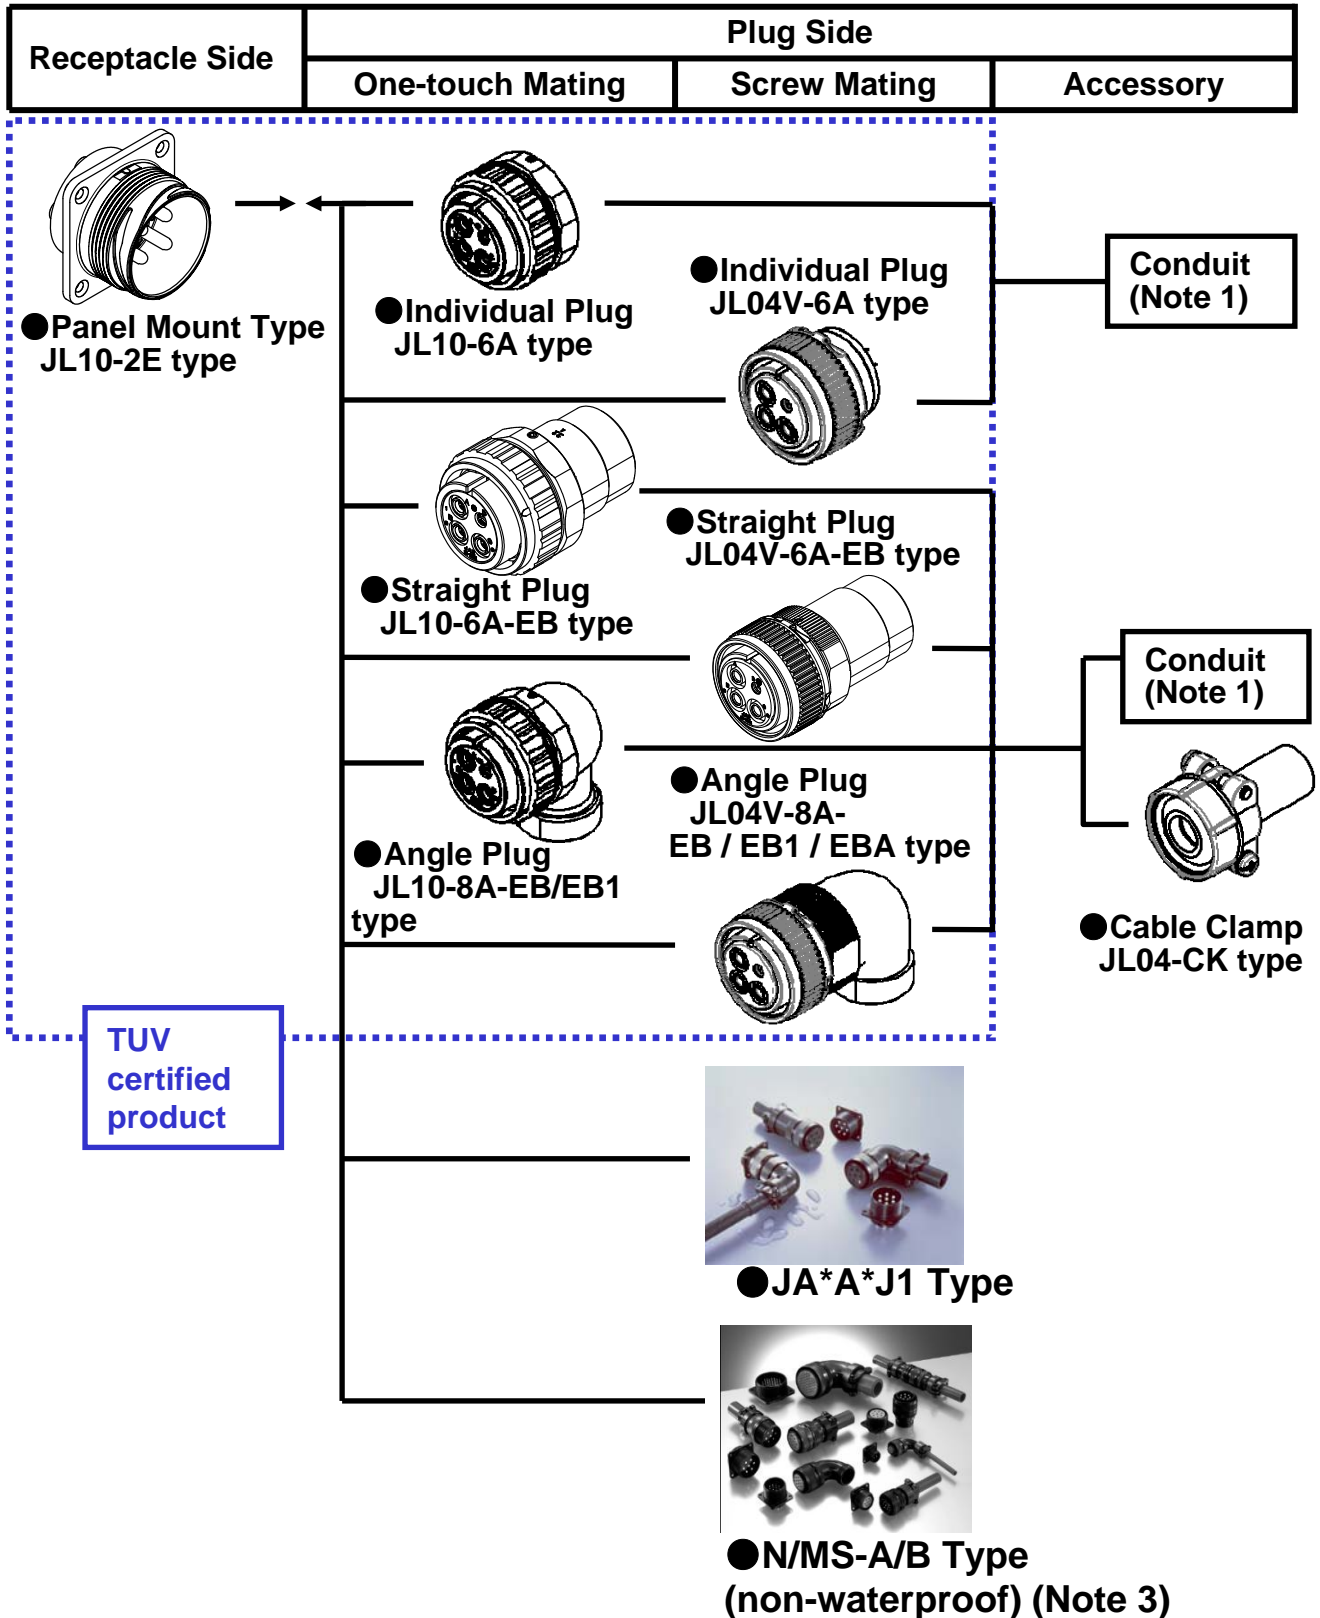 Receptacle Side
Plug Side
One-touch Mating
Screw Mating
Accessory
●Panel Mount Type
JL10-2E type
●Individual Plug
JL10-6A type
●Individual Plug
JL04V-6A type
Conduit
(Note 1)
●Straight Plug
JL10-6A-EB type
●Straight Plug
JL04V-6A-EB type
Conduit
(Note 1)
●Angle Plug
JL10-8A-EB/EB1
type
●Angle Plug
JL04V-8A-
EB / EB1 / EBA type
●Cable Clamp
JL04-CK type
TUV
certified
product
●JA*A*J1 Type
●N/MS-A/B Type
(non-waterproof) (Note 3)